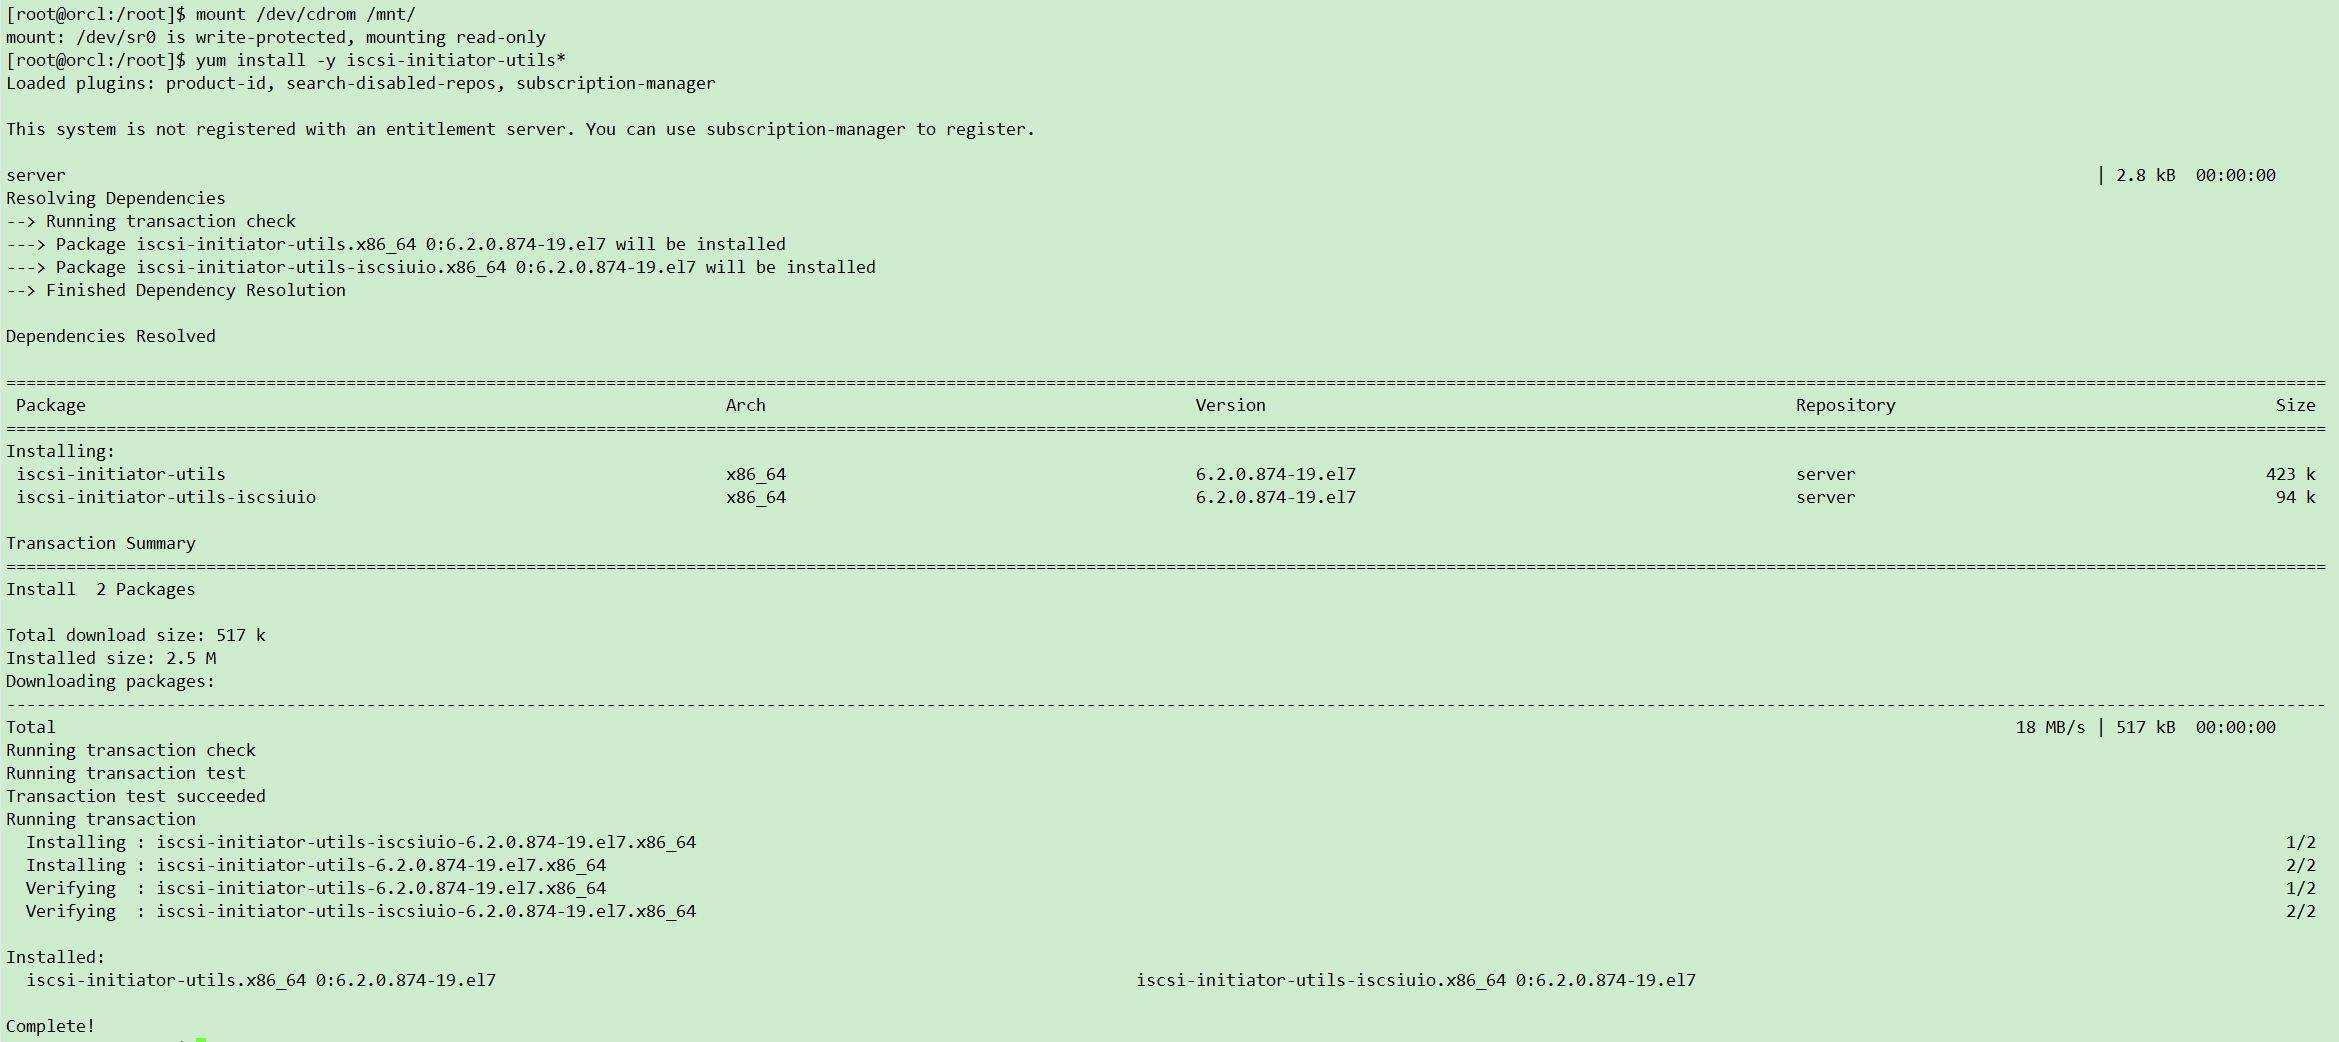 [root@orcl:/root]$ mount /dev/cdrom /mnt/
mount: /dev/sr0 is write-protected, mounting read-only
[root@orcl:/root]$ yum install -y iscsi-initiator-utils*
Loaded plugins: product-id, search-disabled-repos, subscription-manager
This system is not registered with an entitlement server. You can use subscription-manager to register.
server | 2.8 kB 00:00:00
Resolving Dependencies
--> Running transaction check
---> Package iscsi-initiator-utils.x86_64 0:6.2.0.874-19.el7 will be installed
---> Package iscsi-initiator-utils-iscsiuio.x86_64 0:6.2.0.874-19.el7 will be installed
--> Finished Dependency Resolution
Dependencies Resolved
Package Arch Version Repository Size
Installing:
iscsi-initiator-utils x86_64 6.2.0.874-19.el7 server 423 k
iscsi-initiator-utils-iscsiuio x86_64 6.2.0.874-19.el7 server 94 k
Transaction Summary
Install 2 Packages
Total download size: 517 k
Installed size: 2.5 M
Downloading packages:
Total 18 MB/s | 517 kB 00:00:00
Running transaction check
Running transaction test
Transaction test succeeded
Running transaction
Installing : iscsi-initiator-utils-iscsiuio-6.2.0.874-19.el7.x86_64 1/2
Installing : iscsi-initiator-utils-6.2.0.874-19.el7.x86_64 2/2
Verifying : iscsi-initiator-utils-6.2.0.874-19.el7.x86_64 1/2
Verifying : iscsi-initiator-utils-iscsiuio-6.2.0.874-19.el7.x86_64 2/2
Installed:
iscsi-initiator-utils.x86_64 0:6.2.0.874-19.el7 iscsi-initiator-utils-iscsiuio.x86_64 0:6.2.0.874-19.el7
Complete!